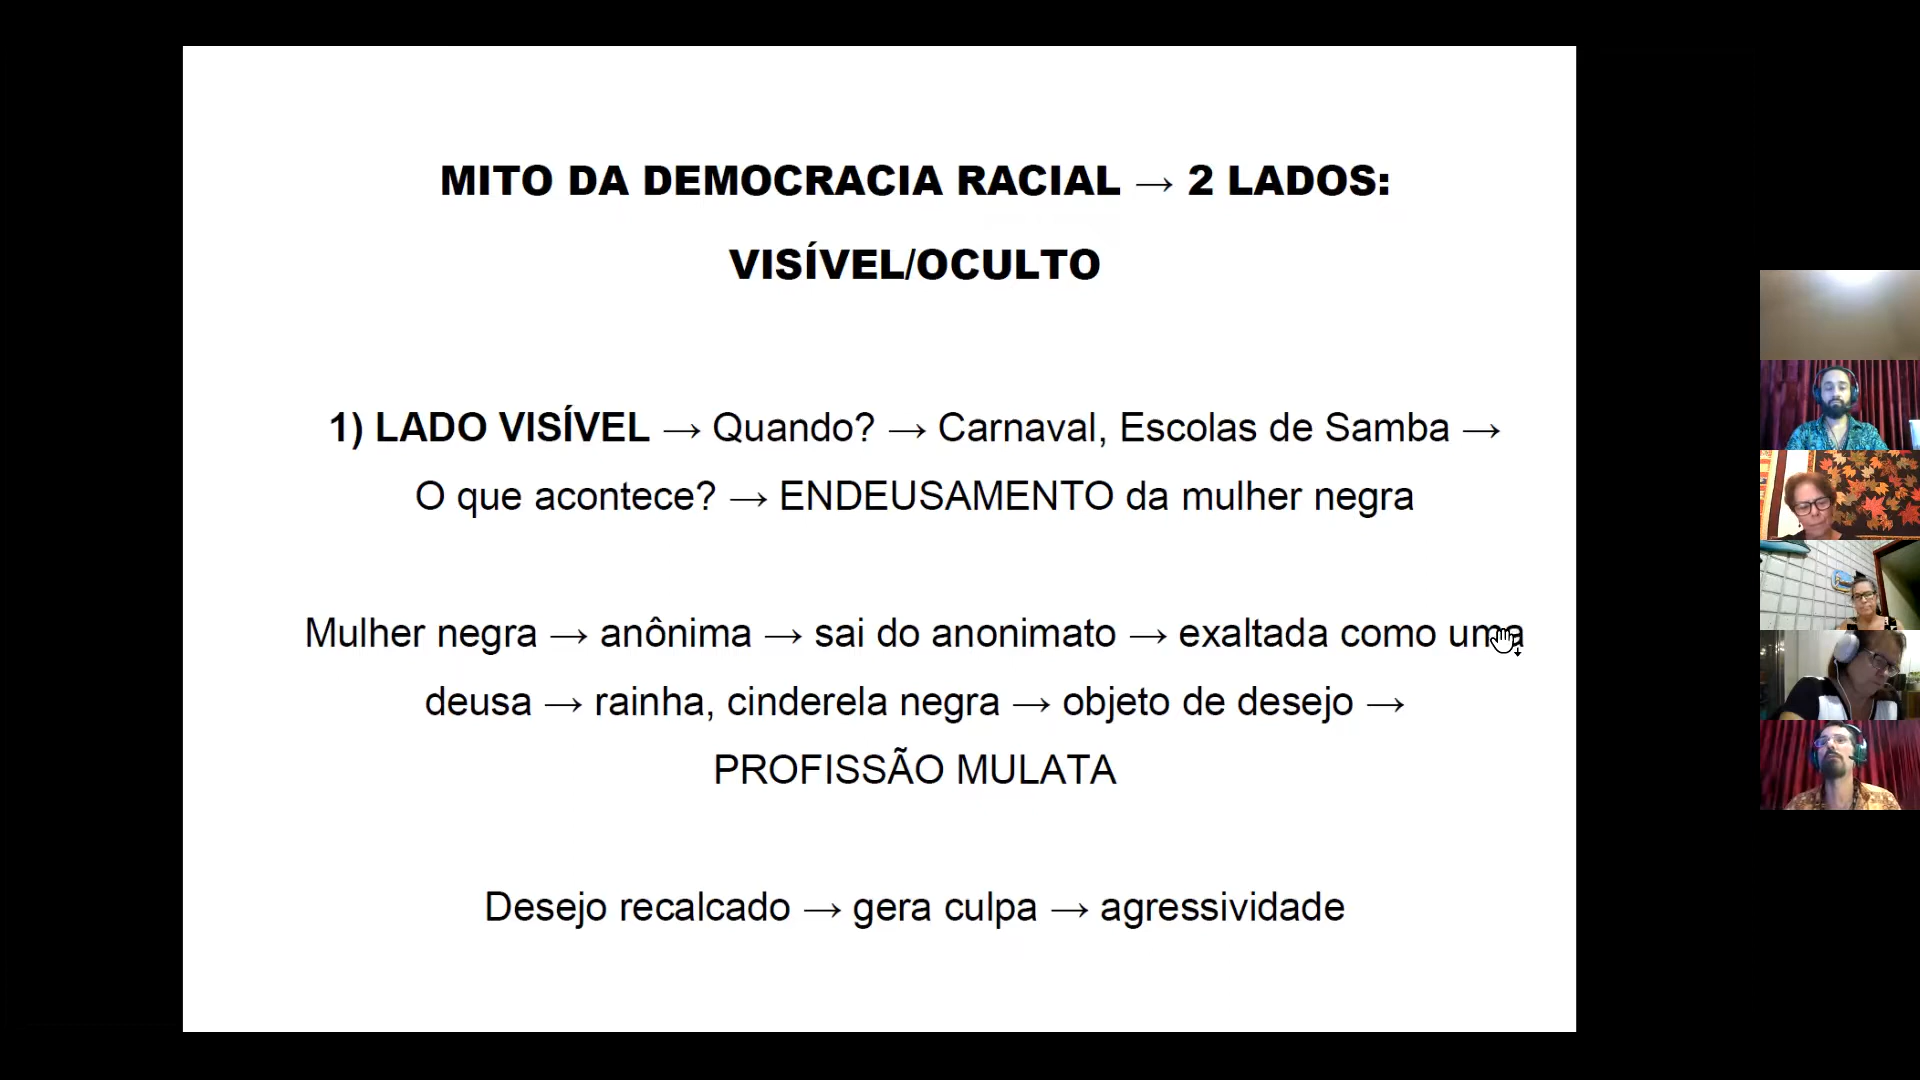 MITO DA DEMOCRACIA RACIAL → 2 LADOS:
VISÍVEL/OCULTO
1) LADO VISÍVEL → Quando? → Carnaval, Escolas de Samba →
O que acontece? → ENDEUSAMENTO da mulher negra
Mulher negra → anônima → sai do anonimato → exaltada como uma
deusa → rainha, cinderela negra → objeto de desejo →
PROFISSÃO MULATA
Desejo recalcado → gera culpa → agressividade